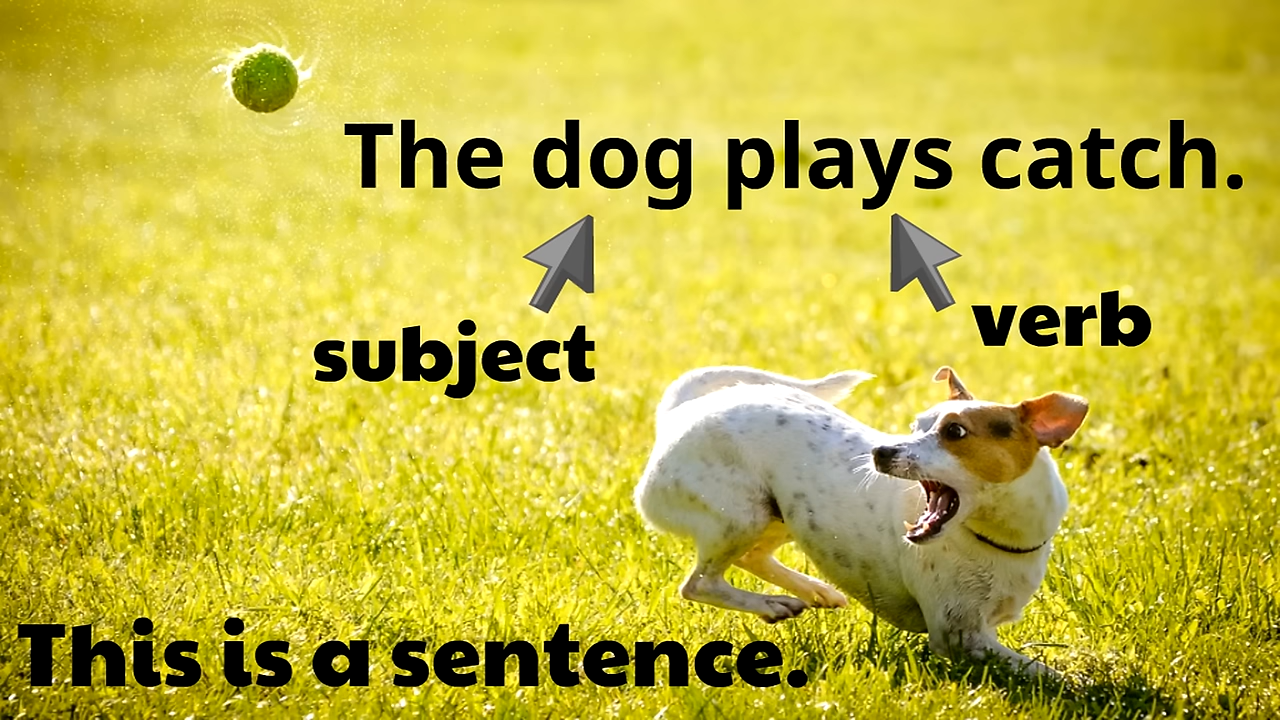 The dog plays catch.
subject
verb
This is a sentence.